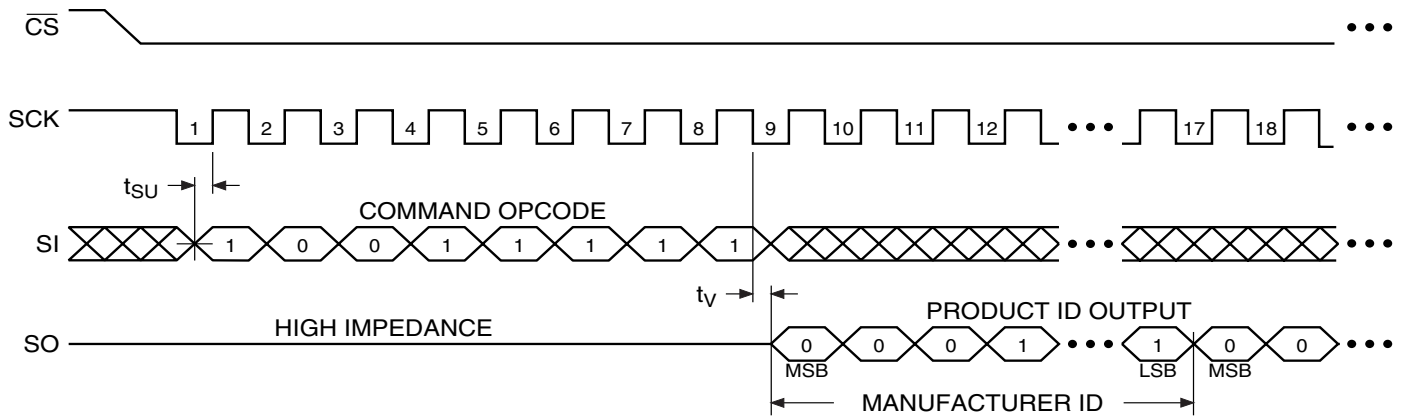 CS
SCK 1 2 3 4 5 6 7 8 9 10 11 12 ••• 17 18 •••
tSU
COMMAND OPCODE
SI 1 0 0 1 1 1 1 1 ••• •••
tV
HIGH IMPEDANCE
PRODUCT ID OUTPUT
SO 0 0 0 1 ••• 1 0 0 •••
MSB LSB MSB
MANUFACTURER ID